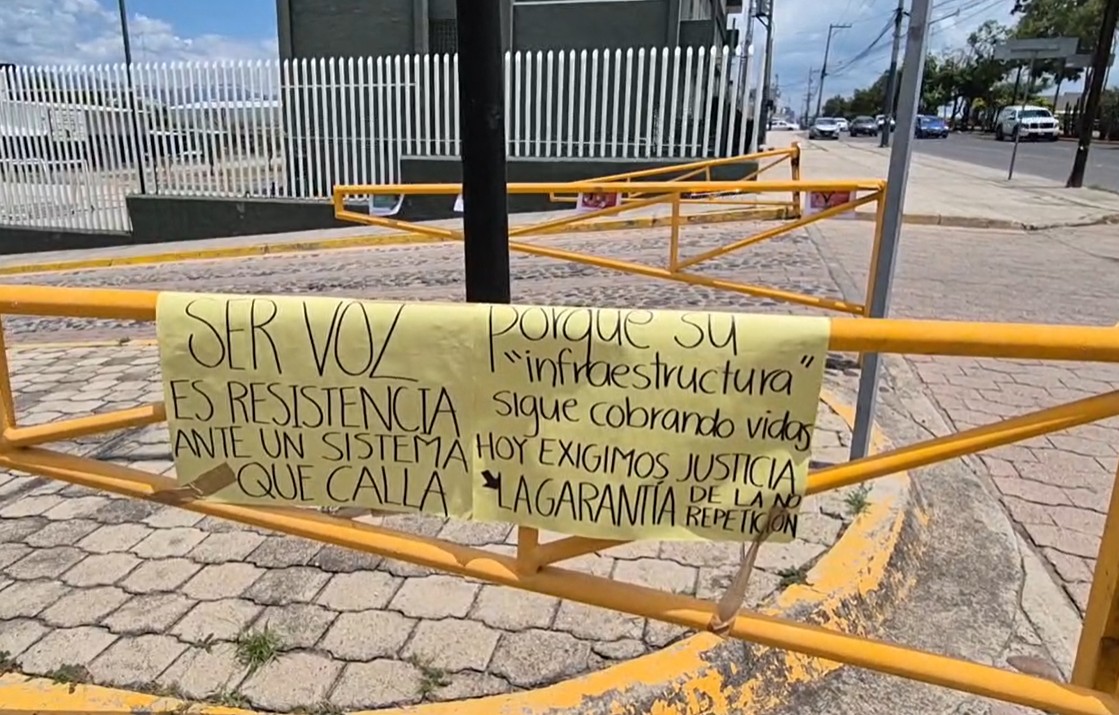 SER VOZ
ES RESISTENCIA
ANTE UN SISTEMA
QUE CALLA
porque su
"infraestructura"
sigue cobrando vidas
HOY EXIGIMOS JUSTICIA
LA GARANTÍA DE LA NO
REPETICIÓN